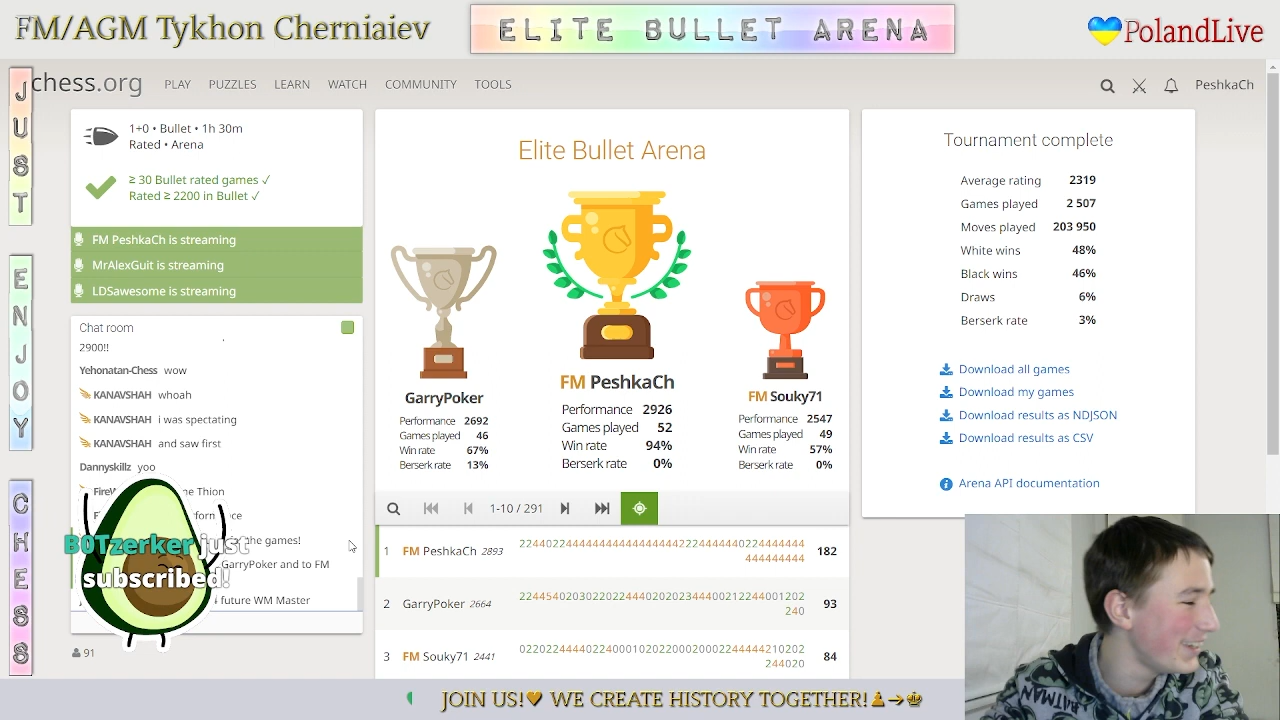 FM/AGM Tykhon Cherniaiev
ELITE BULLET ARENA
PolandLive
JUST
ENJOY
CHESS
chess.org
PLAY PUZZLES LEARN WATCH COMMUNITY TOOLS
PeshkaCh
1+0 • Bullet • 1h 30m
Rated • Arena
≥ 30 Bullet rated games ✓
Rated ≥ 2200 in Bullet ✓
FM PeshkaCh is streaming
MrAlexGuit is streaming
LDSawesome is streaming
Chat room
2900!!
Yehonatan-Chess wow
KANAVSHAH whoah
KANAVSHAH i was spectating
KANAVSHAH and saw first
Dannyskillz yoo
Thion
the games!
GarryPoker and to FM
future WM Master
B0Tzerker just
subscribed!
91
Elite Bullet Arena
GarryPoker
Performance 2692
Games played 46
Win rate 67%
Berserk rate 13%
FM PeshkaCh
Performance 2926
Games played 52
Win rate 94%
Berserk rate 0%
FM Souky71
Performance 2547
Games played 49
Win rate 57%
Berserk rate 0%
1-10 / 291
1 FM PeshkaCh 2893 182
2 GarryPoker 2664 93
240
3 FM Souky71 2441 84
244020
Tournament complete
Average rating 2319
Games played 2 507
Moves played 203 950
White wins 48%
Black wins 46%
Draws 6%
Berserk rate 3%
Download all games
Download my games
Download results as NDJSON
Download results as CSV
Arena API documentation
BATMAN
JOIN US!♥ WE CREATE HISTORY TOGETHER!♟→♚